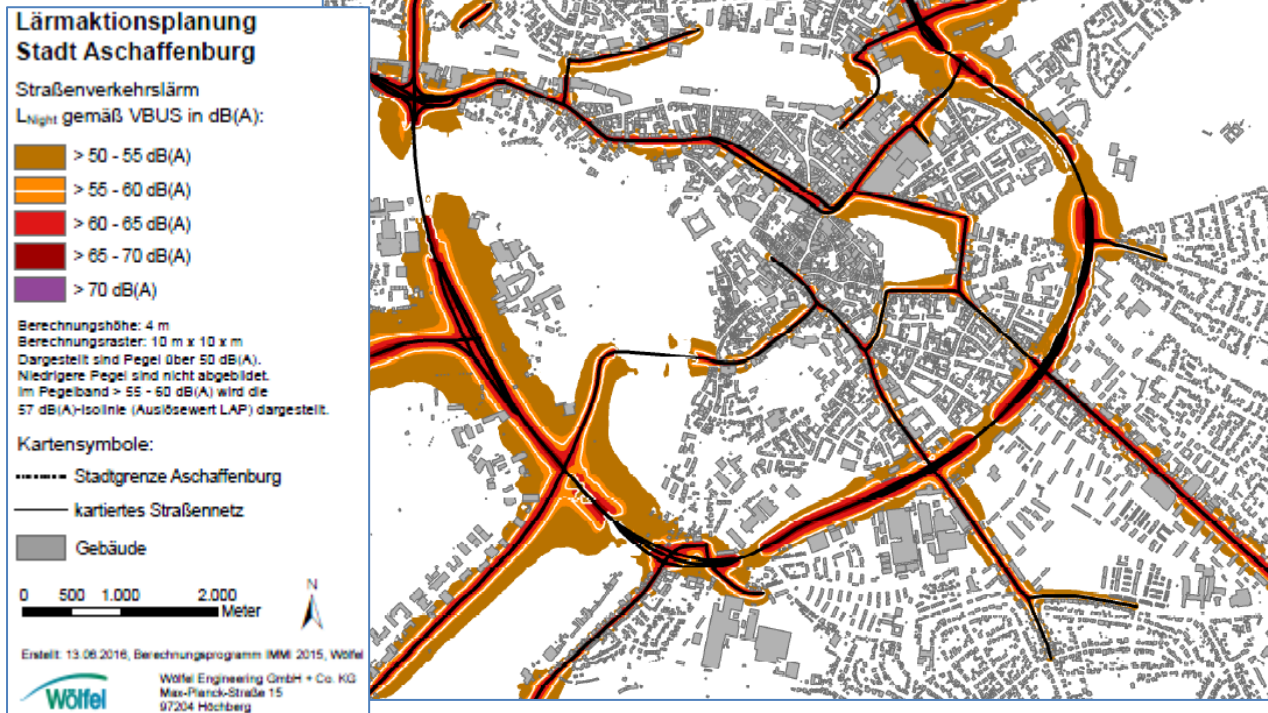 Lärmaktionsplanung
Stadt Aschaffenburg
Straßenverkehrslärm
LNight gemäß VBUS in dB(A):
> 50 - 55 dB(A)
> 55 - 60 dB(A)
> 60 - 65 dB(A)
> 65 - 70 dB(A)
> 70 dB(A)
Berechnungshöhe: 4 m
Berechnungsraster: 10 m x 10 x m
Dargestellt sind Pegel über 50 dB(A).
Niedrigere Pegel sind nicht abgebildet.
Im Pegelband > 55 - 60 dB(A) wird die
57 dB(A)-Isolinie (Auslösewert LAP) dargestellt.
Kartensymbole:
Stadtgrenze Aschaffenburg
kartiertes Straßennetz
Gebäude
N
0 500 1.000 2.000
Meter
Erstellt: 13.06.2016, Berechnungsprogramm IMMI 2015, Wölfel
Wölfel Engineering GmbH + Co. KG
Max-Planck-Straße 15
97204 Höchberg
Wölfel